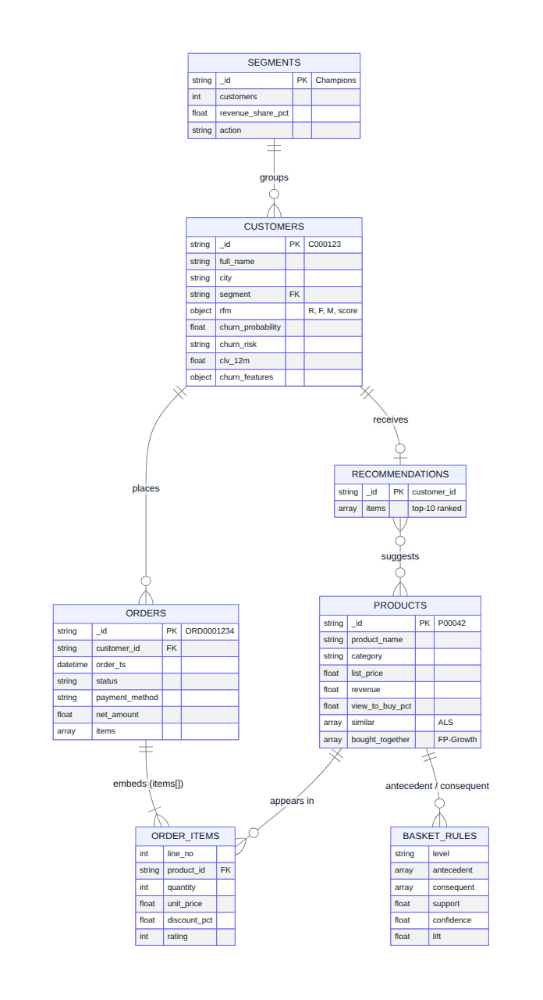 SEGMENTS
string _id PK Champions
int customers
float revenue_share_pct
string action
groups
CUSTOMERS
string _id PK C000123
string full_name
string city
string segment FK
object rfm R, F, M, score
float churn_probability
string churn_risk
float clv_12m
object churn_features
receives
places
RECOMMENDATIONS
string _id PK customer_id
array items top-10 ranked
suggests
ORDERS
string _id PK ORD0001234
string customer_id FK
datetime order_ts
string status
string payment_method
float net_amount
array items
PRODUCTS
string _id PK P00042
string product_name
string category
float list_price
float revenue
float view_to_buy_pct
array similar ALS
array bought_together FP-Growth
embeds (items[])
appears in
antecedent / consequent
ORDER_ITEMS
int line_no
string product_id FK
int quantity
float unit_price
float discount_pct
int rating
BASKET_RULES
string level
array antecedent
array consequent
float support
float confidence
float lift